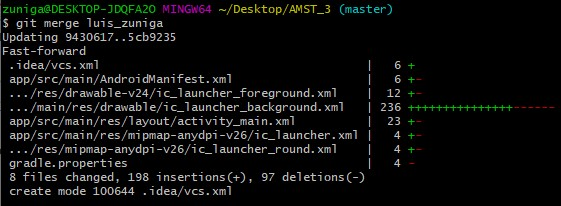 zuniga@DESKTOP-JDQFA2O MINGW64 ~/Desktop/AMST_3 (master)
$ git merge luis_zuniga
Updating 9430617..5cb9235
Fast-forward
 .idea/vcs.xml                                      |   6 +
 app/src/main/AndroidManifest.xml                   |   6 +-
 .../res/drawable-v24/ic_launcher_foreground.xml    |  12 +-
 .../main/res/drawable/ic_launcher_background.xml   | 236 +++++++++++++++------
 app/src/main/res/layout/activity_main.xml          |  23 +-
 app/src/main/res/mipmap-anydpi-v26/ic_launcher.xml |   4 +-
 .../res/mipmap-anydpi-v26/ic_launcher_round.xml    |   4 +-
 gradle.properties                                  |   4 -
 8 files changed, 198 insertions(+), 97 deletions(-)
 create mode 100644 .idea/vcs.xml